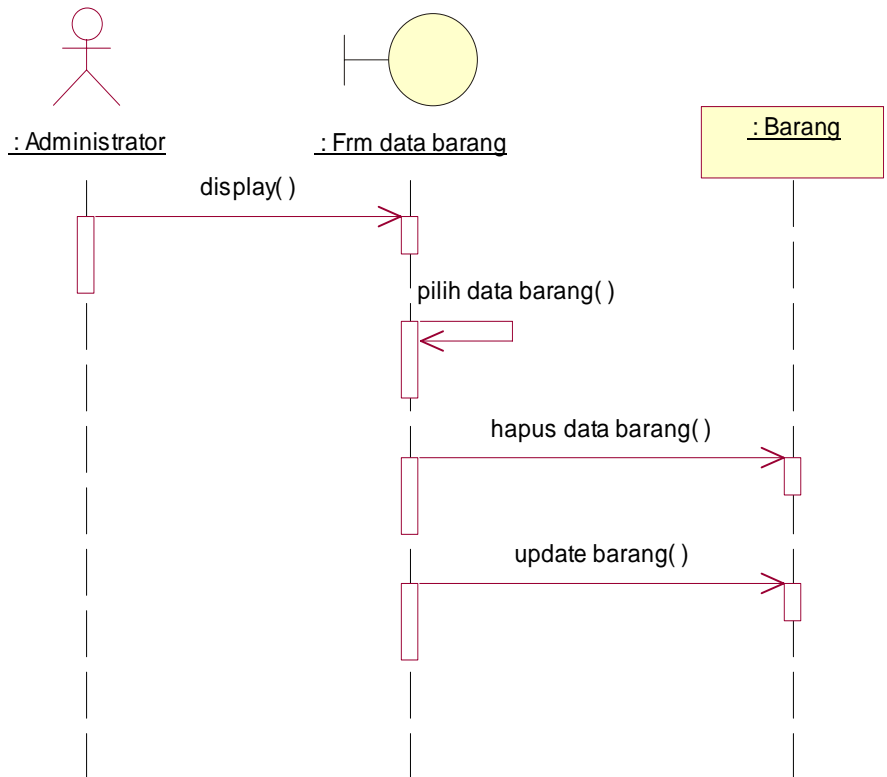 : Administrator
: Frm data barang
: Barang
display( )
pilih data barang( )
hapus data barang( )
update barang( )